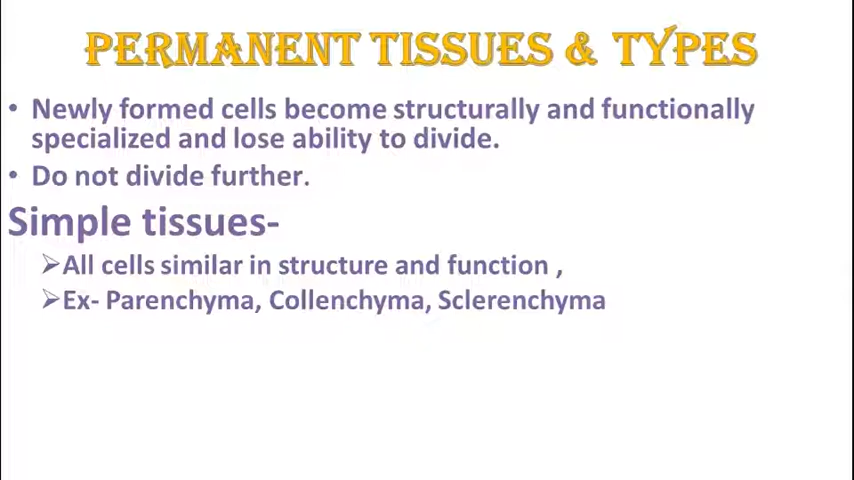 PERMANENT TISSUES & TYPES
• Newly formed cells become structurally and functionally
specialized and lose ability to divide.
• Do not divide further.
Simple tissues-
➢All cells similar in structure and function ,
➢Ex- Parenchyma, Collenchyma, Sclerenchyma